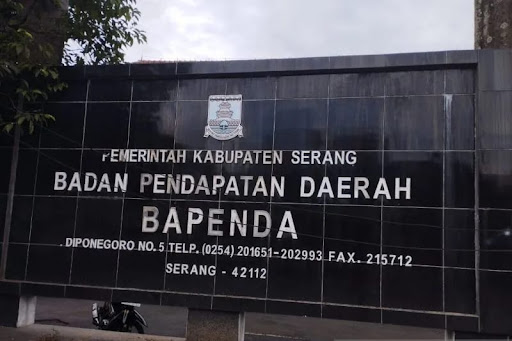 PEMERINTAH KABUPATEN SERANG
BADAN PENDAPATAN DAERAH
BAPENDA
. DIPONEGORO NO. 5 TELP. (0254) 201651-202993 FAX. 215712
SERANG - 42112